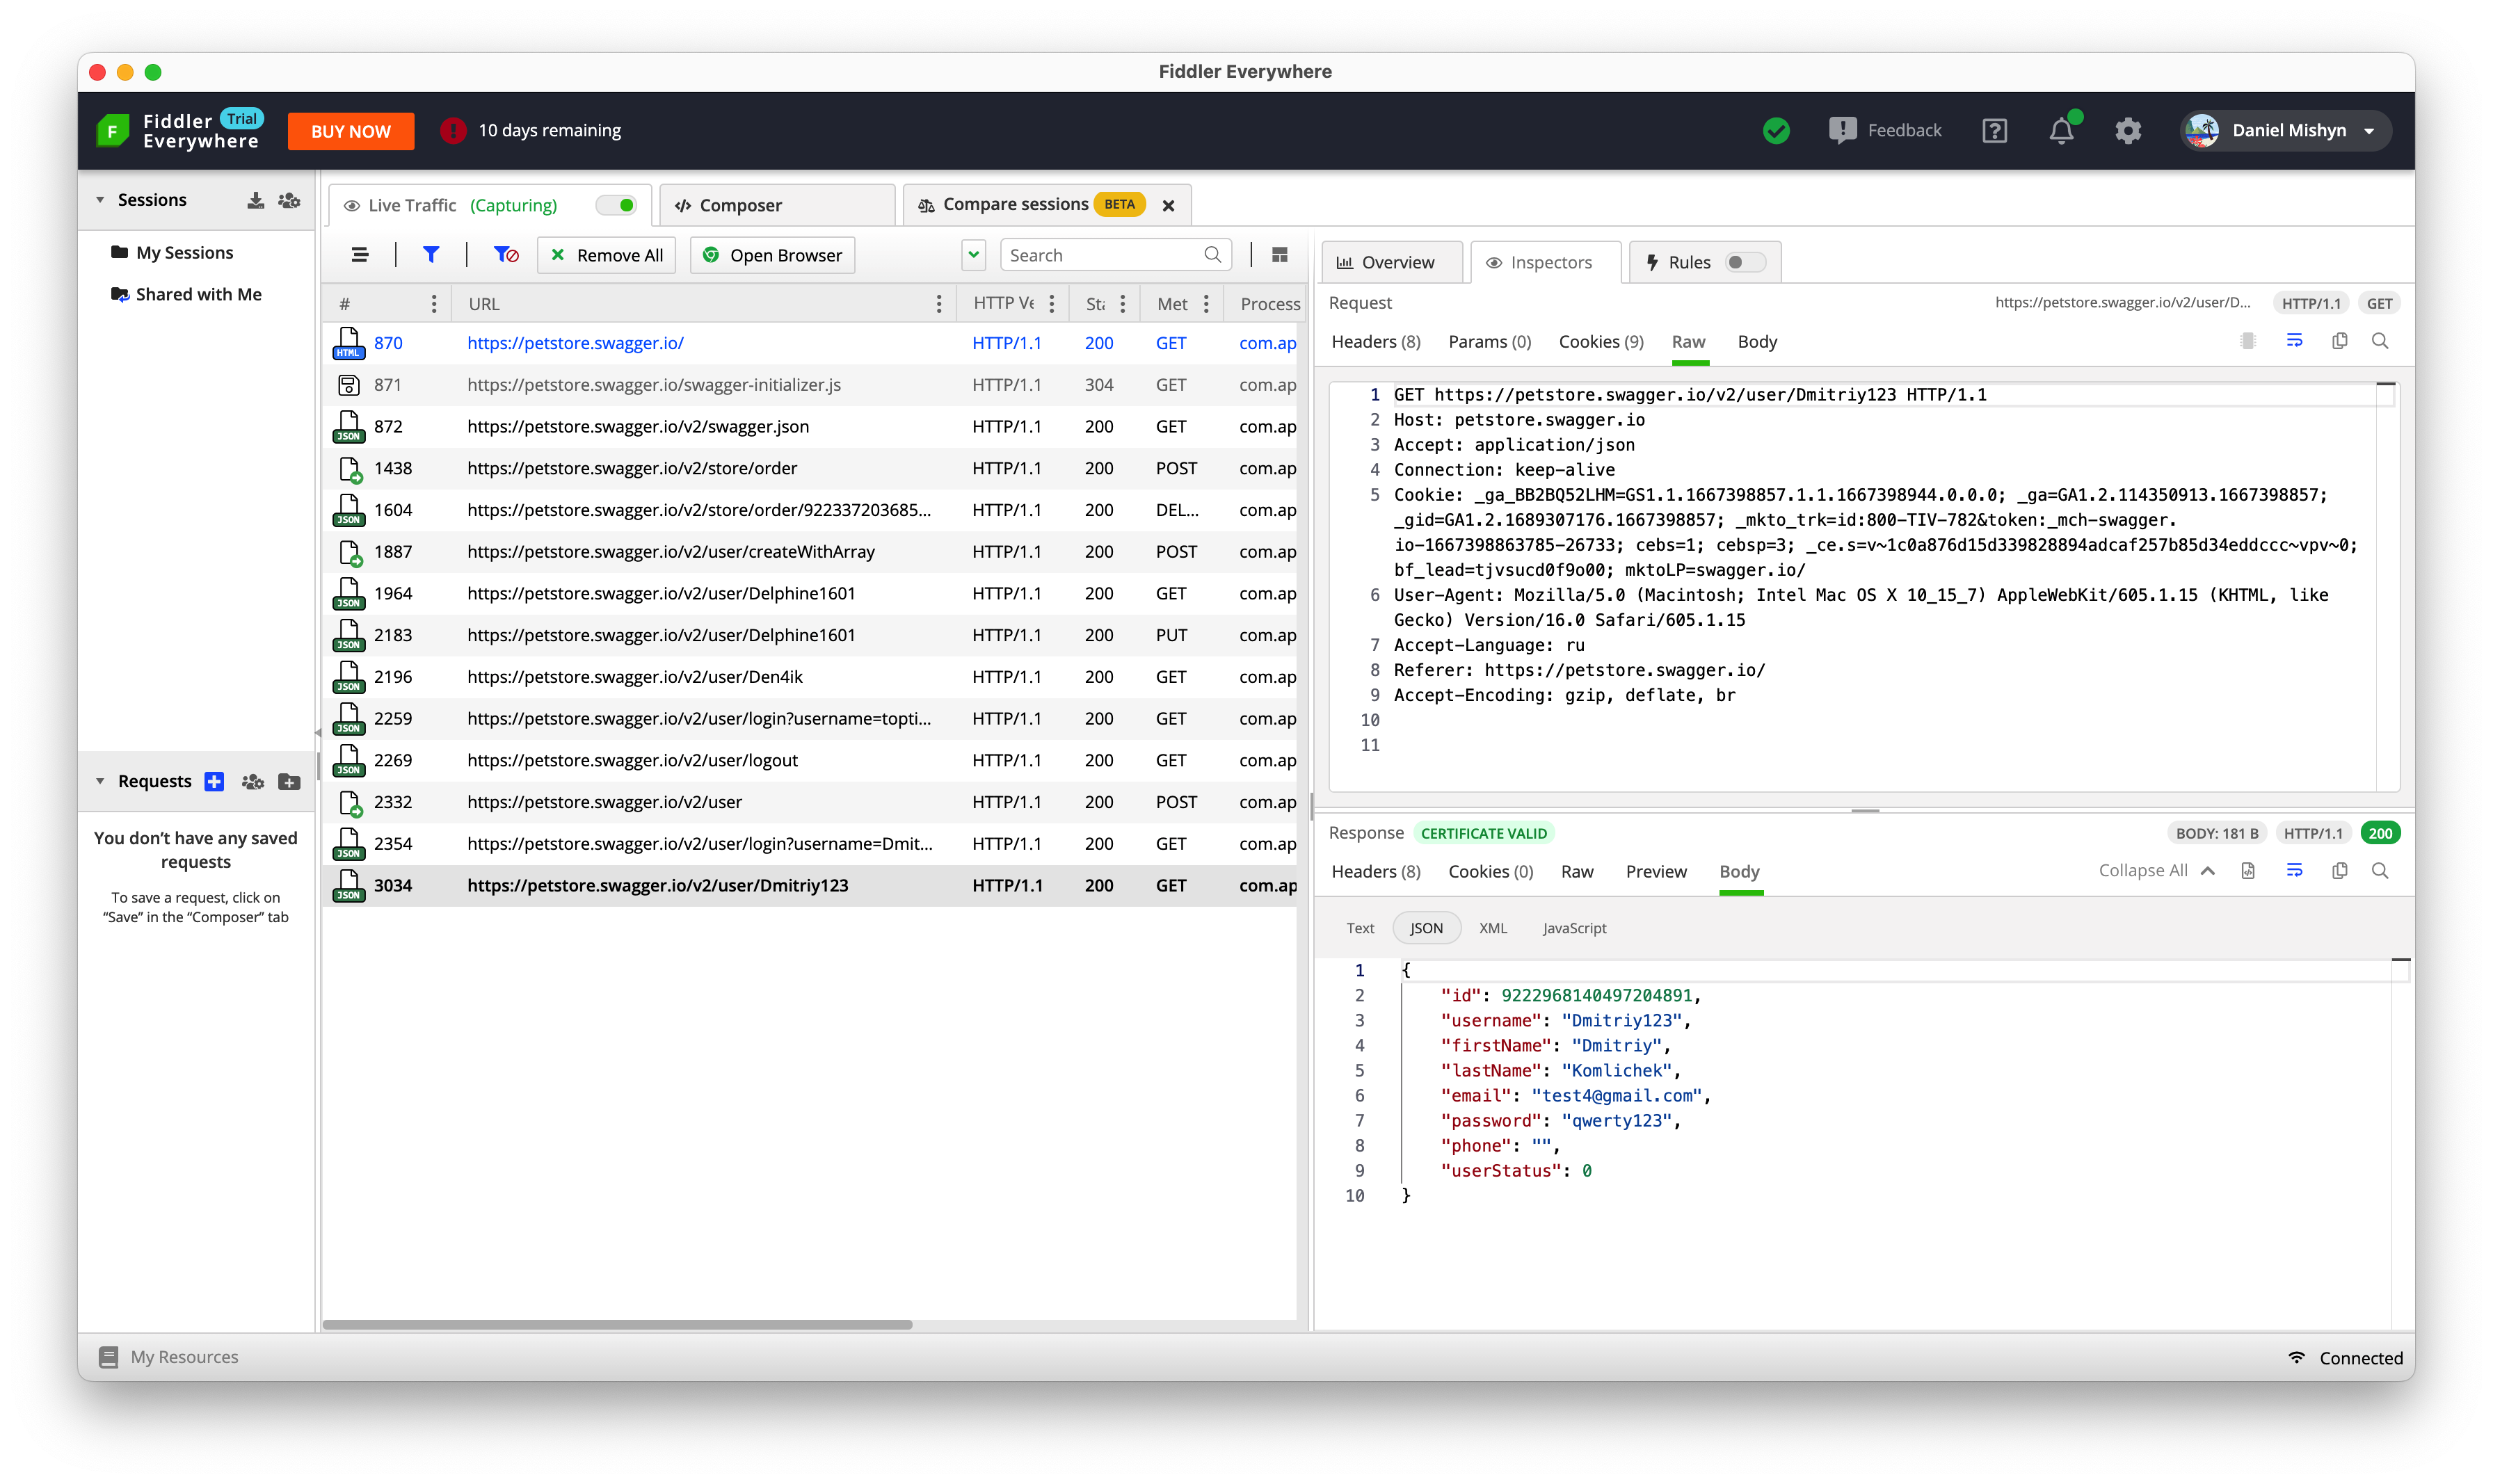 Fiddler Everywhere
Fiddler Everywhere Trial
BUY NOW
10 days remaining
Feedback
Daniel Mishyn
Sessions
My Sessions
Shared with Me
Requests
You don’t have any saved
requests
To save a request, click on
“Save” in the “Composer” tab
Live Traffic (Capturing)
Composer
Compare sessions BETA
Remove All
Open Browser
Search
# URL HTTP Ve Sta Met Process
HTML 870 https://petstore.swagger.io/ HTTP/1.1 200 GET com.ap
871 https://petstore.swagger.io/swagger-initializer.js HTTP/1.1 304 GET com.ap
JSON 872 https://petstore.swagger.io/v2/swagger.json HTTP/1.1 200 GET com.ap
1438 https://petstore.swagger.io/v2/store/order HTTP/1.1 200 POST com.ap
JSON 1604 https://petstore.swagger.io/v2/store/order/922337203685... HTTP/1.1 200 DEL... com.ap
1887 https://petstore.swagger.io/v2/user/createWithArray HTTP/1.1 200 POST com.ap
JSON 1964 https://petstore.swagger.io/v2/user/Delphine1601 HTTP/1.1 200 GET com.ap
JSON 2183 https://petstore.swagger.io/v2/user/Delphine1601 HTTP/1.1 200 PUT com.ap
JSON 2196 https://petstore.swagger.io/v2/user/Den4ik HTTP/1.1 200 GET com.ap
JSON 2259 https://petstore.swagger.io/v2/user/login?username=topti... HTTP/1.1 200 GET com.ap
JSON 2269 https://petstore.swagger.io/v2/user/logout HTTP/1.1 200 GET com.ap
2332 https://petstore.swagger.io/v2/user HTTP/1.1 200 POST com.ap
JSON 2354 https://petstore.swagger.io/v2/user/login?username=Dmit... HTTP/1.1 200 GET com.ap
JSON 3034 https://petstore.swagger.io/v2/user/Dmitriy123 HTTP/1.1 200 GET com.ap
Overview
Inspectors
Rules
Request https://petstore.swagger.io/v2/user/D... HTTP/1.1 GET
Headers (8) Params (0) Cookies (9) Raw Body
1 GET https://petstore.swagger.io/v2/user/Dmitriy123 HTTP/1.1
2 Host: petstore.swagger.io
3 Accept: application/json
4 Connection: keep-alive
5 Cookie: _ga_BB2BQ52LHM=GS1.1.1667398857.1.1.1667398944.0.0.0; _ga=GA1.2.114350913.1667398857;
_gid=GA1.2.1689307176.1667398857; _mkto_trk=id:800-TIV-782&token:_mch-swagger.
io-1667398863785-26733; cebs=1; cebsp=3; _ce.s=v~1c0a876d15d339828894adcaf257b85d34eddccc~vpv~0;
bf_lead=tjvsucd0f9o00; mktoLP=swagger.io/
6 User-Agent: Mozilla/5.0 (Macintosh; Intel Mac OS X 10_15_7) AppleWebKit/605.1.15 (KHTML, like
Gecko) Version/16.0 Safari/605.1.15
7 Accept-Language: ru
8 Referer: https://petstore.swagger.io/
9 Accept-Encoding: gzip, deflate, br
10
11
Response CERTIFICATE VALID BODY: 181 B HTTP/1.1 200
Headers (8) Cookies (0) Raw Preview Body Collapse All
Text JSON XML JavaScript
1 {
2 "id": 9222968140497204891,
3 "username": "Dmitriy123",
4 "firstName": "Dmitriy",
5 "lastName": "Komlichek",
6 "email": "test4@gmail.com",
7 "password": "qwerty123",
8 "phone": "",
9 "userStatus": 0
10 }
My Resources
Connected